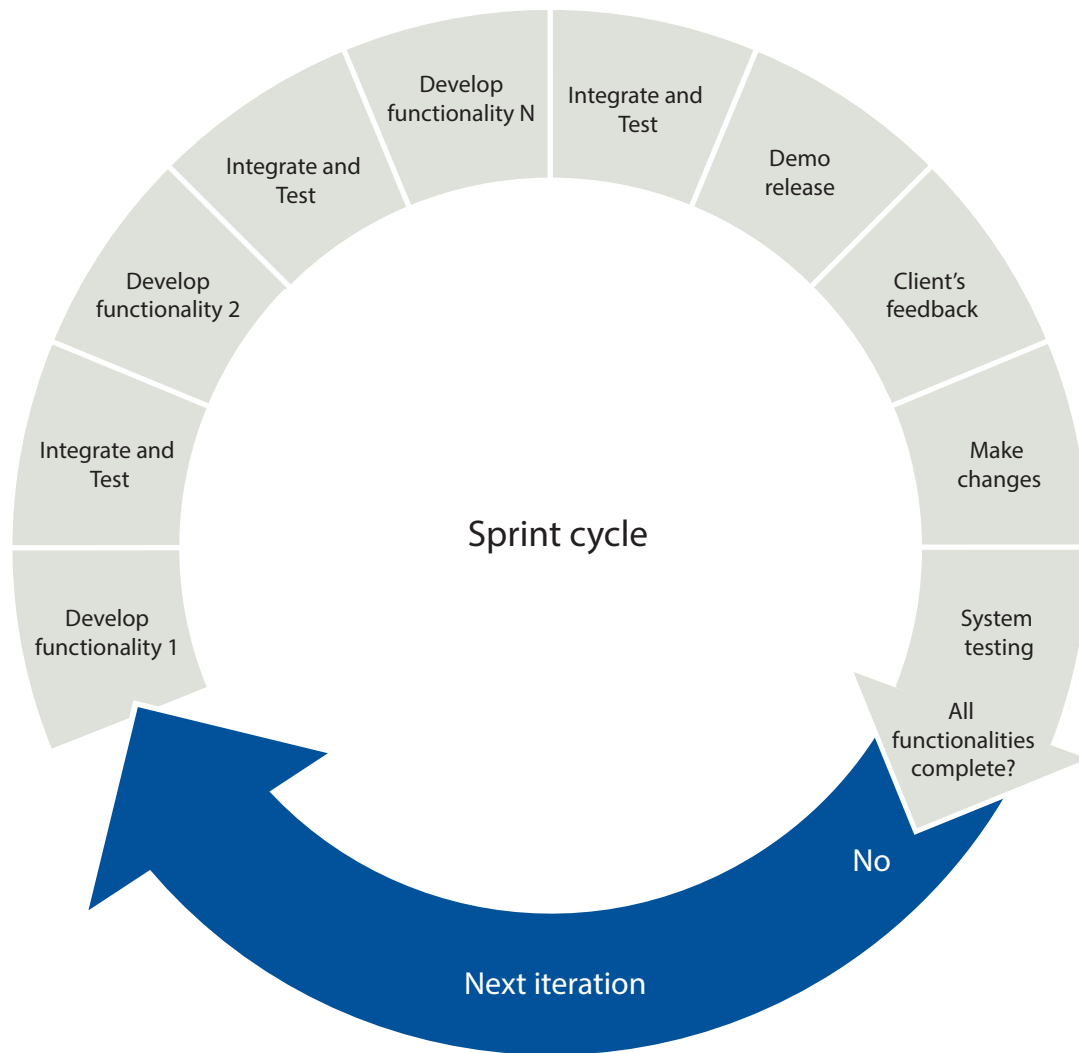 Develop
functionality 1
Integrate and
Test
Develop
functionality 2
Integrate and
Test
Develop
functionality N
Integrate and
Test
Demo
release
Client’s
feedback
Make
changes
System
testing
All
functionalities
complete?
No
Next iteration
Sprint cycle